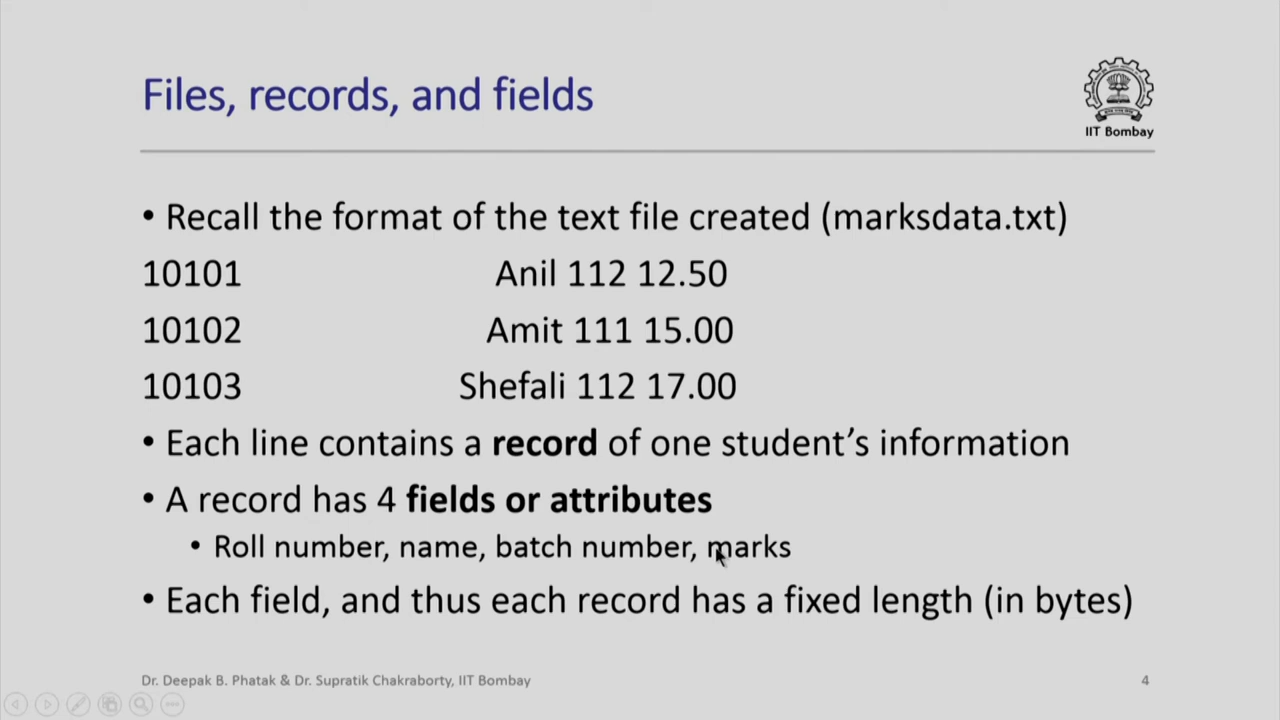 Files, records, and fields
IIT Bombay
• Recall the format of the text file created (marksdata.txt)
10101 Anil 112 12.50
10102 Amit 111 15.00
10103 Shefali 112 17.00
• Each line contains a record of one student’s information
• A record has 4 fields or attributes
• Roll number, name, batch number, marks
• Each field, and thus each record has a fixed length (in bytes)
Dr. Deepak B. Phatak & Dr. Supratik Chakraborty, IIT Bombay
4